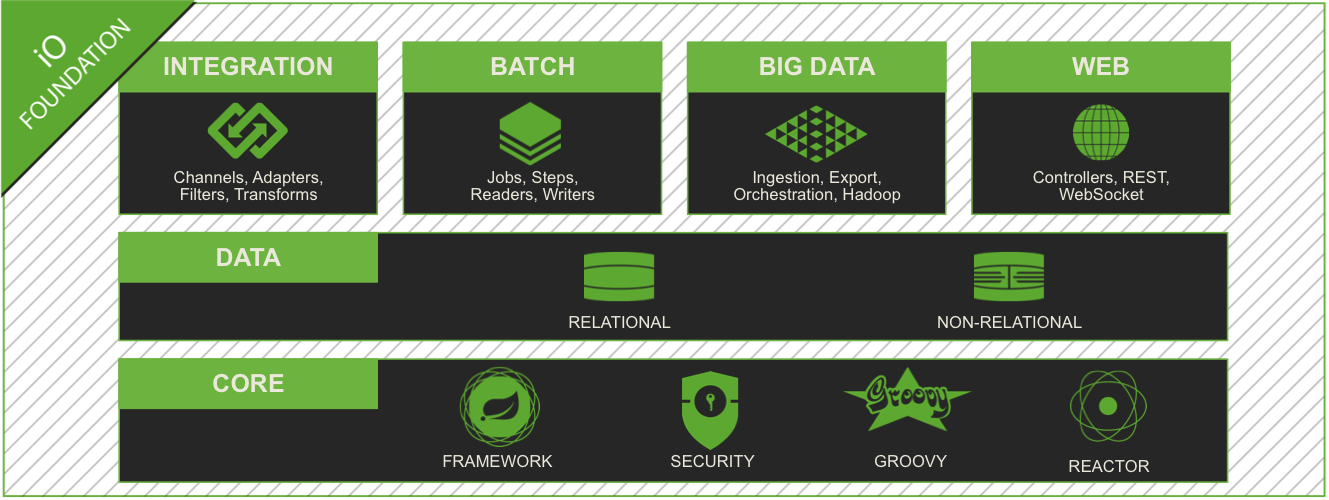 iO
FOUNDATION
INTEGRATION
Channels, Adapters,
Filters, Transforms
BATCH
Jobs, Steps,
Readers, Writers
BIG DATA
Ingestion, Export,
Orchestration, Hadoop
WEB
Controllers, REST,
WebSocket
DATA
RELATIONAL
NON-RELATIONAL
CORE
FRAMEWORK
SECURITY
Groovy
GROOVY
REACTOR